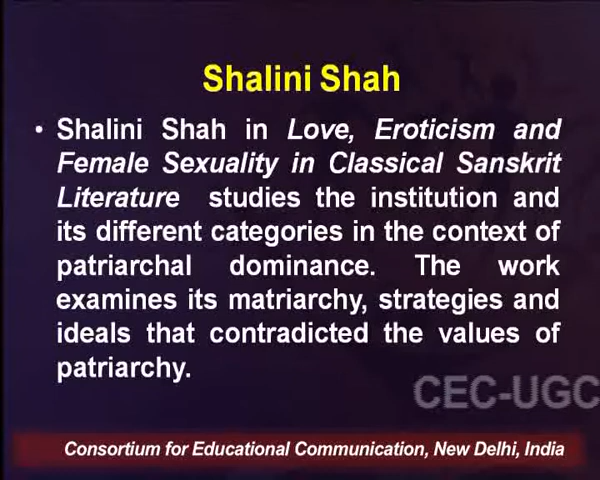 Shalini Shah
• Shalini Shah in Love, Eroticism and
Female Sexuality in Classical Sanskrit
Literature studies the institution and
its different categories in the context of
patriarchal dominance. The work
examines its matriarchy, strategies and
ideals that contradicted the values of
patriarchy.
CEC-UGC
Consortium for Educational Communication, New Delhi, India